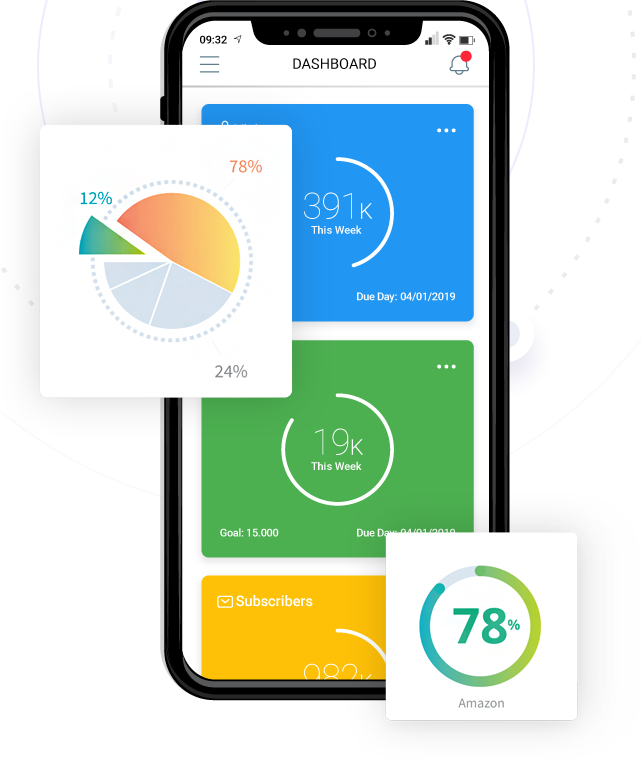 09:32
DASHBOARD
78%
12%
391K
This Week
Due Day: 04/01/2019
24%
19K
This Week
Goal: 15.000
Due Day: 04/01/2019
Subscribers
982K
78%
Amazon